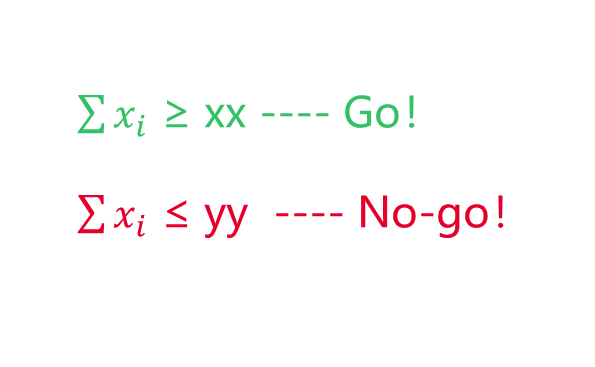 ∑ xᵢ ≥ xx ---- Go!
∑ xᵢ ≤ yy ---- No-go!